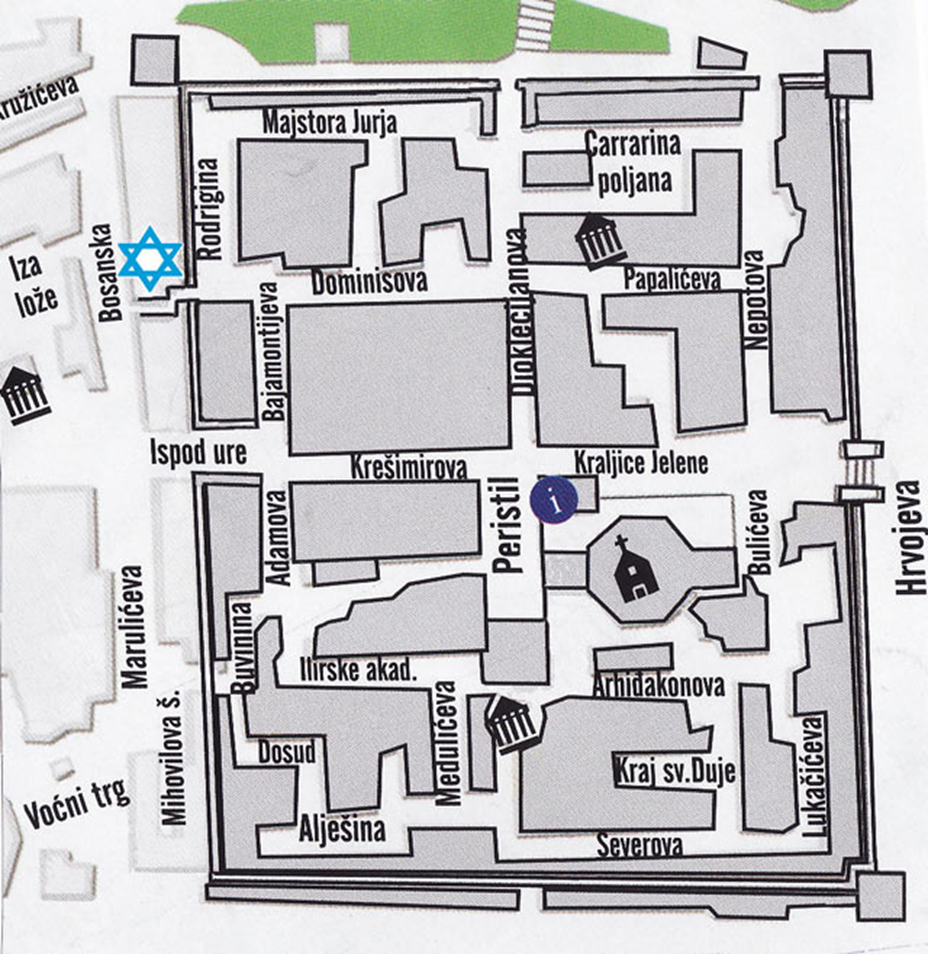 Majstora Jurja
Carrarina
poljana
Rodrigina
Bosanska
Iza
lože
Dominisova
Dioklecijanova
Papalićeva
Nepotova
Bajamontijeva
Ispod ure
Krešimirova
Kraljice Jelene
Peristil
i
Adamova
Bulićeva
Hrvojeva
Marulićeva
Buvinina
Ilirske akad.
Arhiđakonova
Mihovilova š.
Dosud
Medulićeva
Kraj sv.Duje
Lukačićeva
Voćni trg
Alješina
Severova